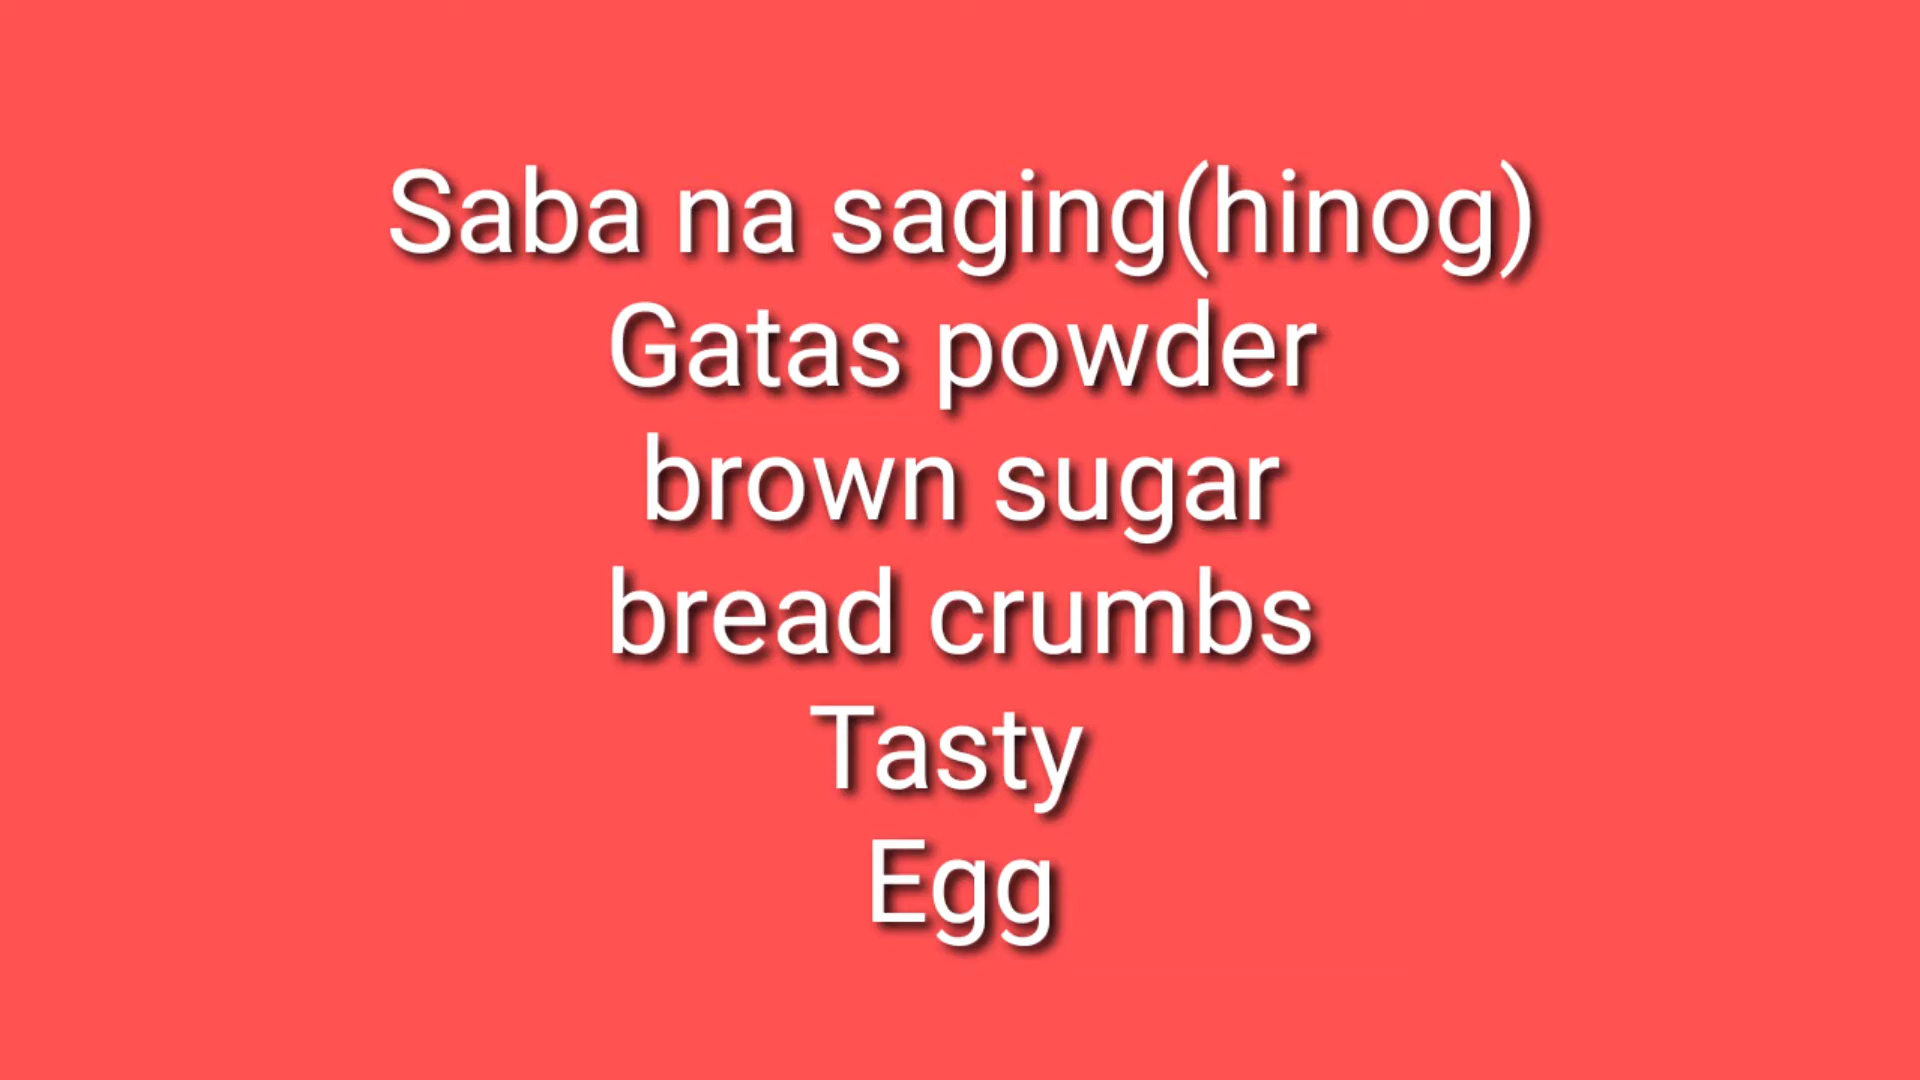 Saba na saging(hinog)
Gatas powder
brown sugar
bread crumbs
Tasty
Egg